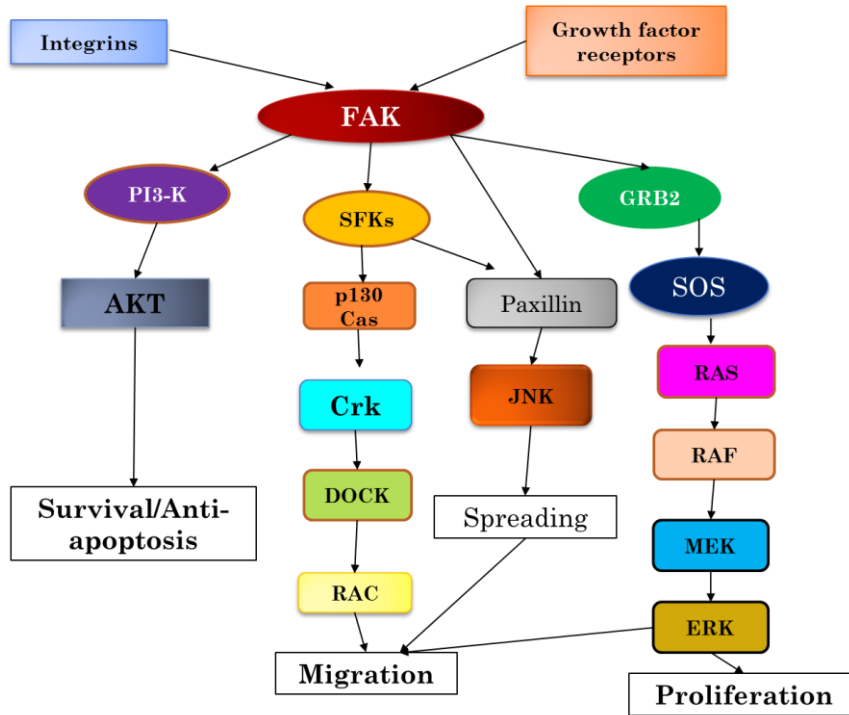 Integrins
Growth factor
receptors
FAK
PI3-K
SFKs
GRB2
AKT
p130
Cas
Paxillin
SOS
Crk
JNK
RAS
RAF
DOCK
Survival/Anti-
apoptosis
Spreading
MEK
RAC
ERK
Migration
Proliferation